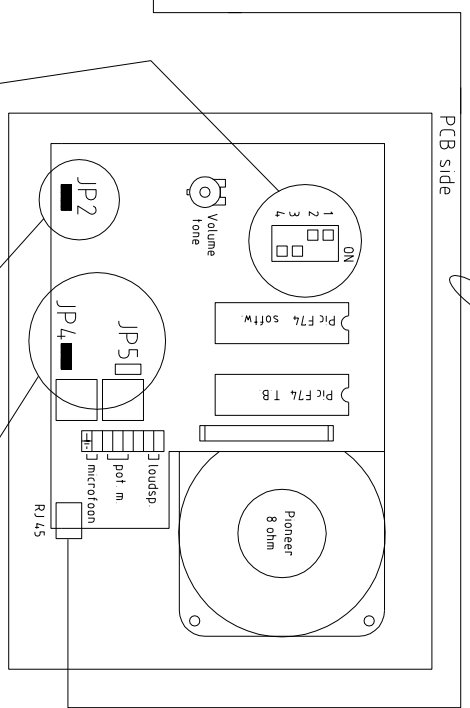 PCB side
JP2
Volume
tone
1 2 3 4
ON
Pic F74 softw.
JP4
JP5
Pic F74 T.B
microfoon
pot. m.
loudsp.
RJ45
Pioneer
8 ohm